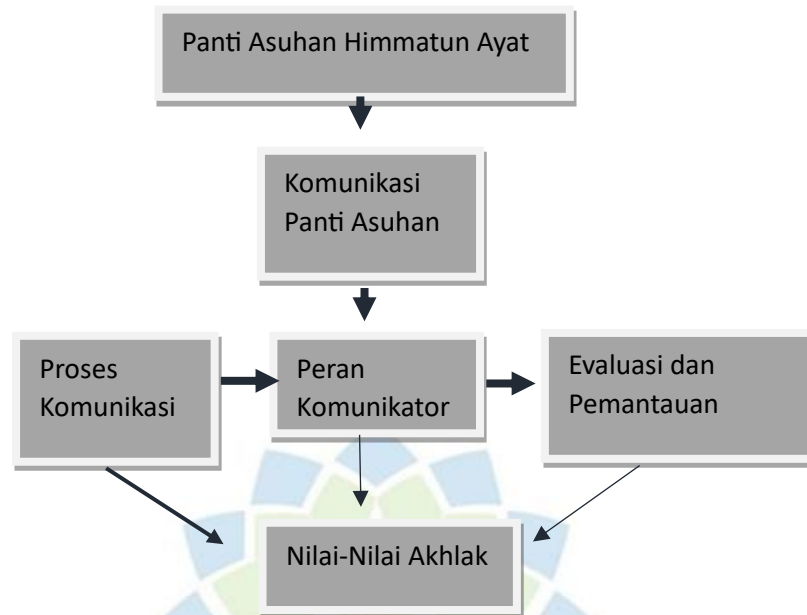 Panti Asuhan Himmatun Ayat
Komunikasi
Panti Asuhan
Proses
Komunikasi
Peran
Komunikator
Evaluasi dan
Pemantauan
Nilai-Nilai Akhlak